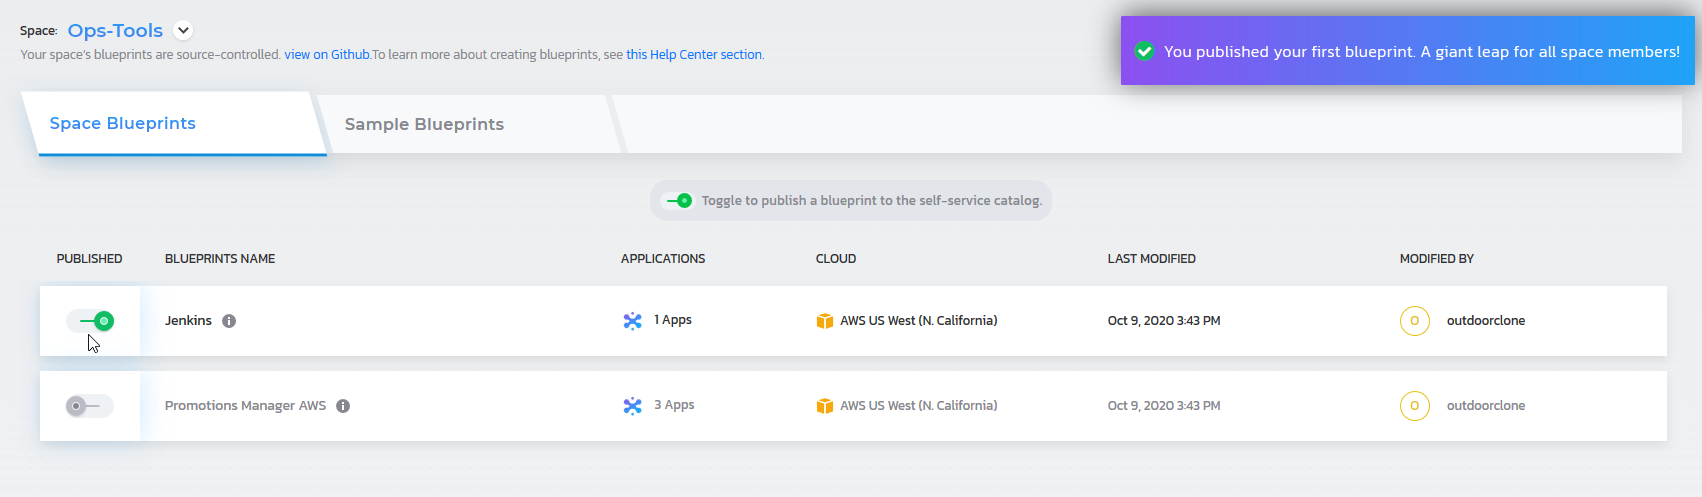 Space: Ops-Tools
You published your first blueprint. A giant leap for all space members!
Your space's blueprints are source-controlled. view on Github.To learn more about creating blueprints, see this Help Center section.
Space Blueprints Sample Blueprints
Toggle to publish a blueprint to the self-service catalog.
PUBLISHED BLUEPRINTS NAME APPLICATIONS CLOUD LAST MODIFIED MODIFIED BY
Jenkins 1 Apps AWS US West (N. California) Oct 9, 2020 3:43 PM O outdoorclone
Promotions Manager AWS 3 Apps AWS US West (N. California) Oct 9, 2020 3:43 PM O outdoorclone